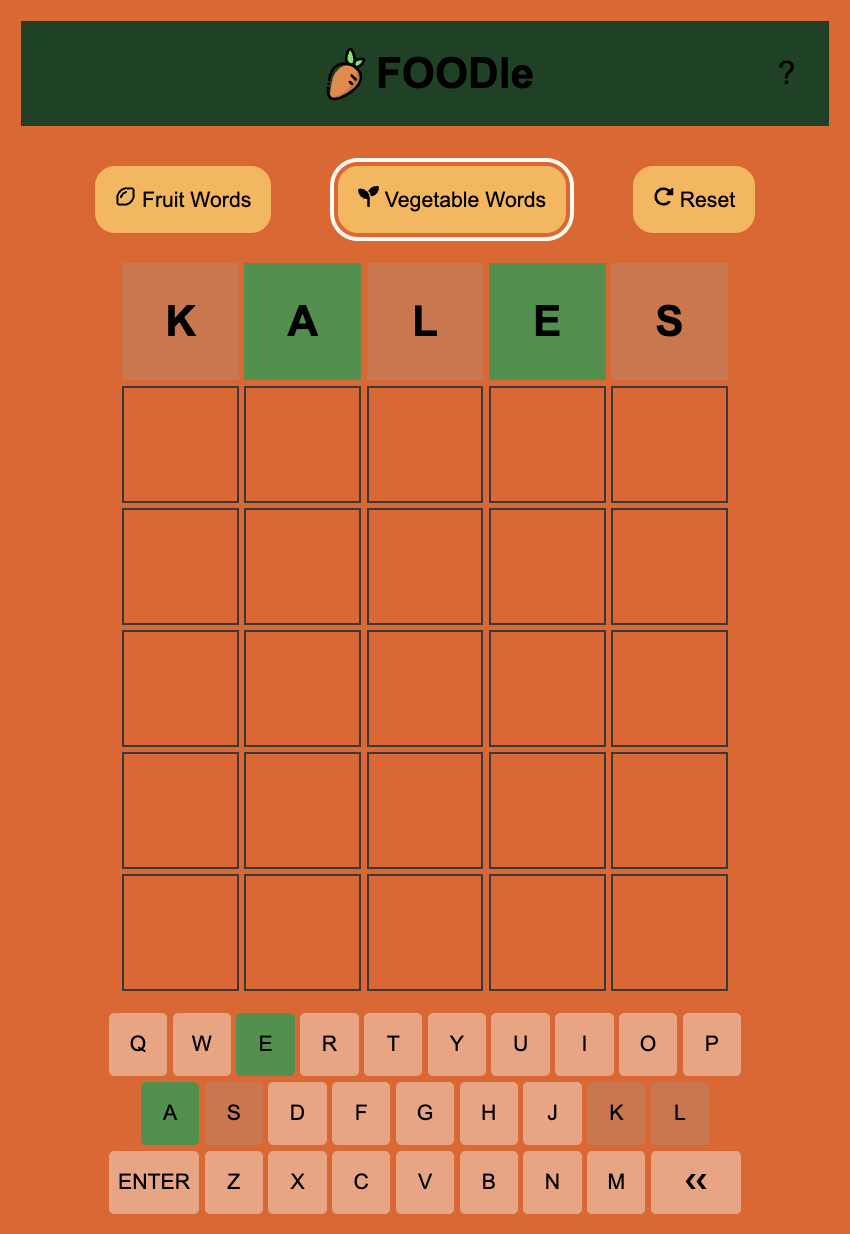 FOODle ?
Fruit Words Vegetable Words Reset
K A L E S
Q W E R T Y U I O P
A S D F G H J K L
ENTER Z X C V B N M «